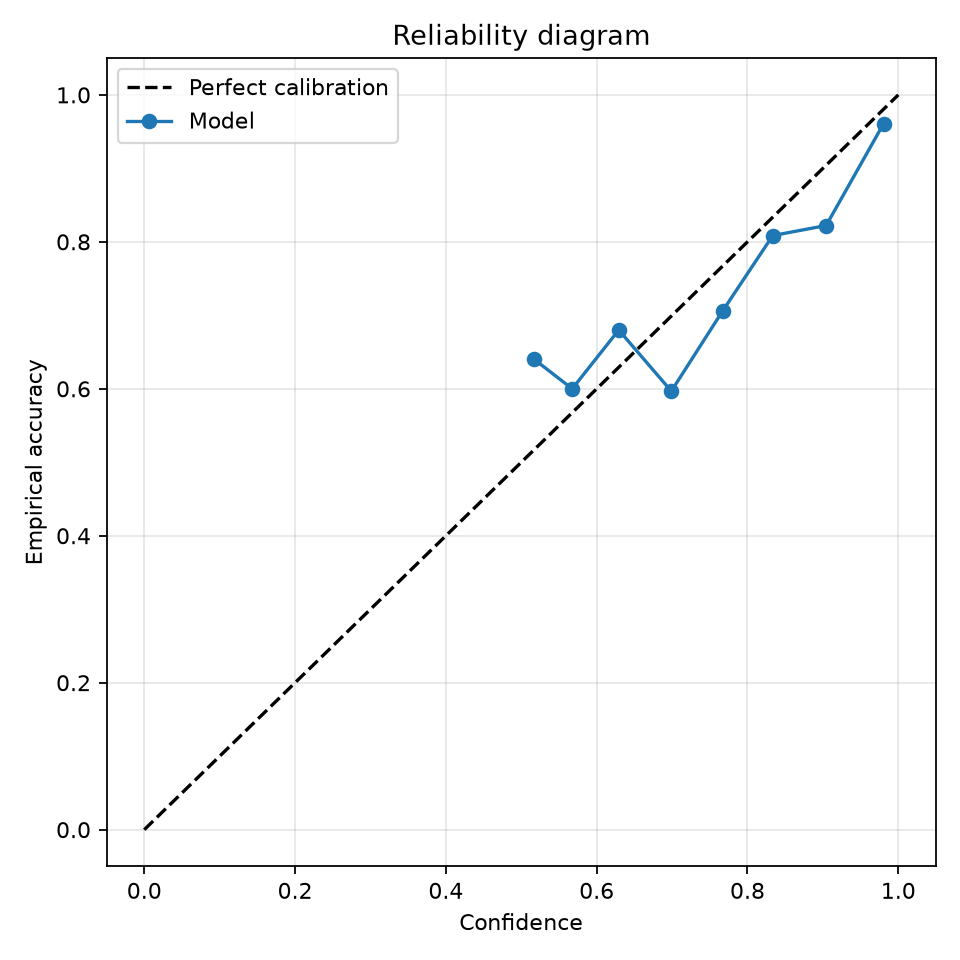 Reliability diagram
Perfect calibration
Model
1.0
0.8
0.6
0.4
0.2
0.0
Empirical accuracy
0.0 0.2 0.4 0.6 0.8 1.0
Confidence